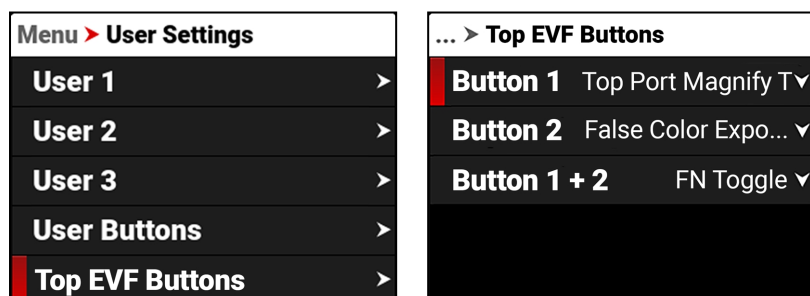 Menu > User Settings
User 1
User 2
User 3
User Buttons
Top EVF Buttons
... > Top EVF Buttons
Button 1 Top Port Magnify T
Button 2 False Color Expo...
Button 1 + 2 FN Toggle